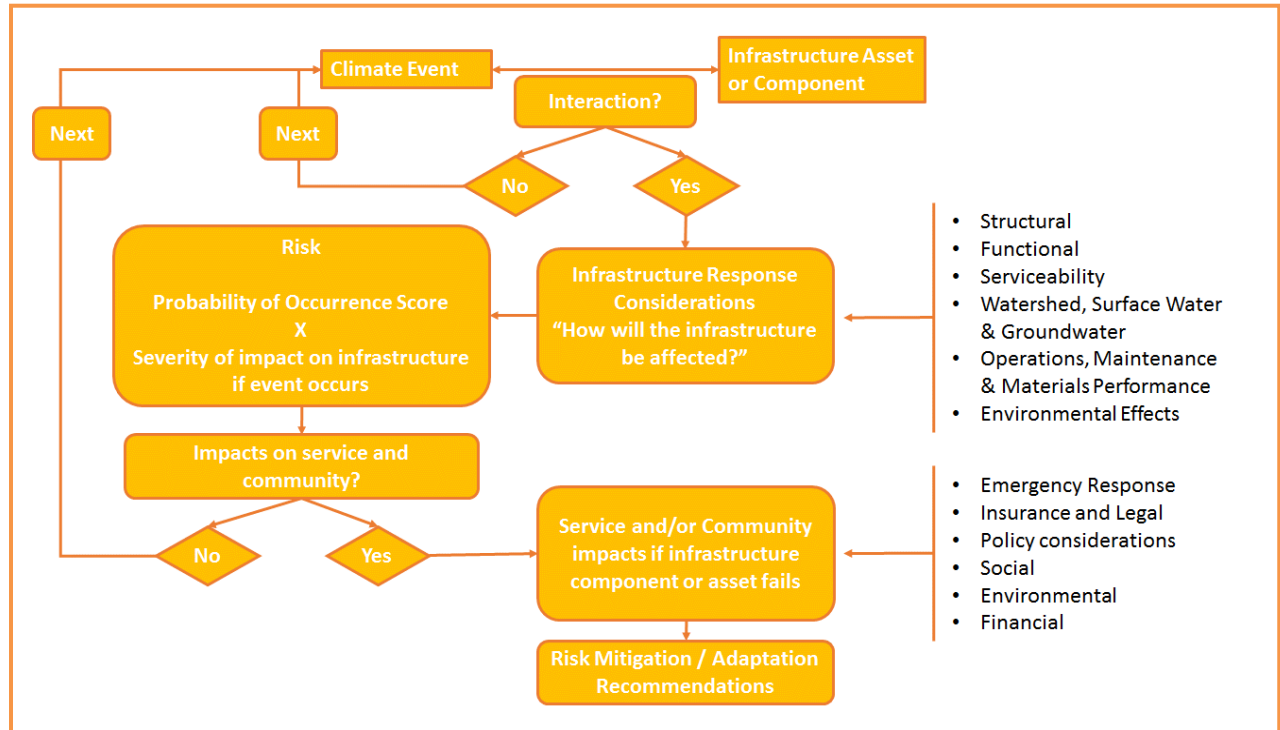 Climate Event
Infrastructure Asset
or Component
Interaction?
Next
Next
No
Yes
Risk
Probability of Occurrence Score
X
Severity of impact on infrastructure
if event occurs
Infrastructure Response
Considerations
“How will the infrastructure
be affected?”
• Structural
• Functional
• Serviceability
• Watershed, Surface Water
& Groundwater
• Operations, Maintenance
& Materials Performance
• Environmental Effects
Impacts on service and
community?
No
Yes
Service and/or Community
impacts if infrastructure
component or asset fails
• Emergency Response
• Insurance and Legal
• Policy considerations
• Social
• Environmental
• Financial
Risk Mitigation / Adaptation
Recommendations